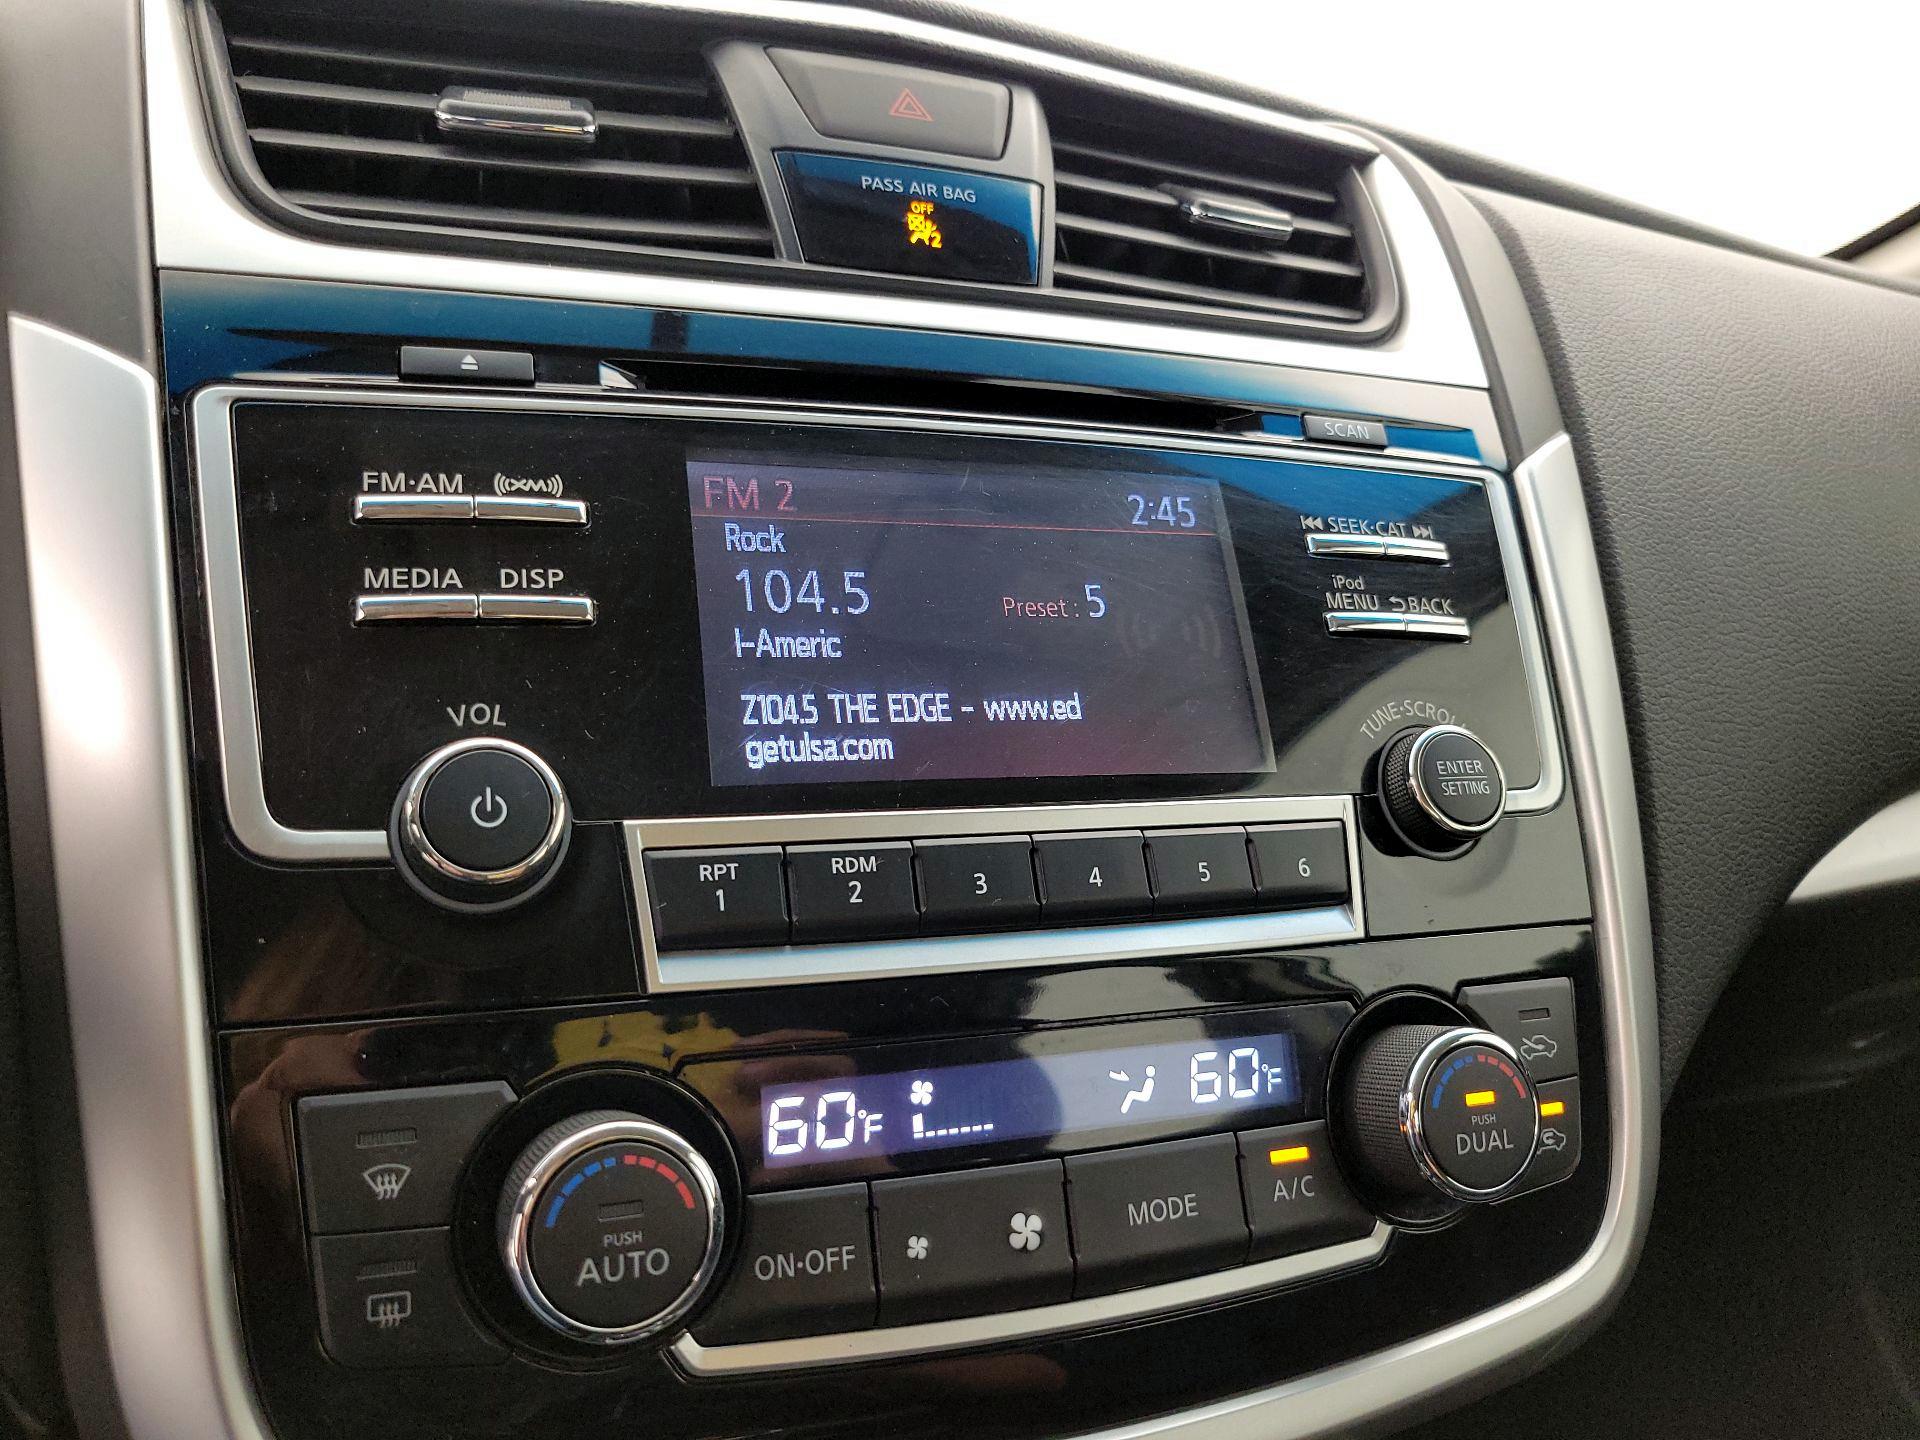 PASS AIR BAG
OFF
2
SCAN
FM·AM
((XM))
FM 2
2:45
SEEK·CAT
Rock
MEDIA
DISP
104.5
Preset : 5
iPod
MENU
BACK
I-Americ
Z104.5 THE EDGE - www.ed
getulsa.com
VOL
TUNE·SCROLL
ENTER
SETTING
RPT
1
RDM
2
3
4
5
6
60°F
60°F
PUSH
AUTO
ON·OFF
MODE
A/C
PUSH
DUAL